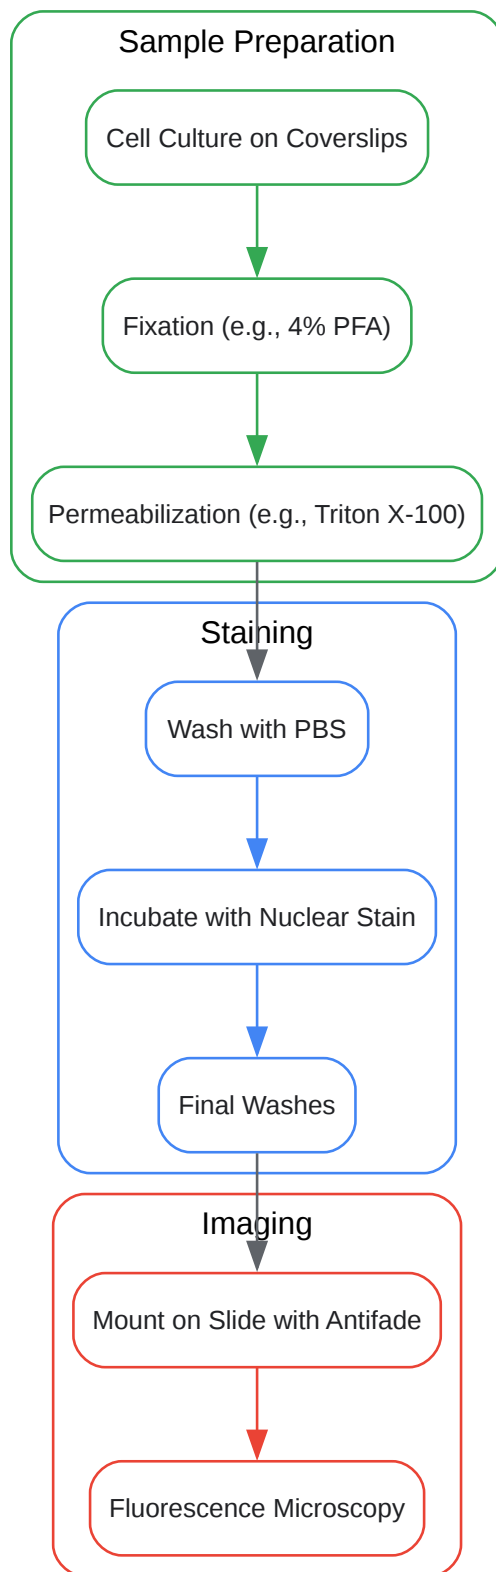 Sample Preparation
Cell Culture on Coverslips
Fixation (e.g., 4% PFA)
Permeabilization (e.g., Triton X-100)
Staining
Wash with PBS
Incubate with Nuclear Stain
Final Washes
Imaging
Mount on Slide with Antifade
Fluorescence Microscopy